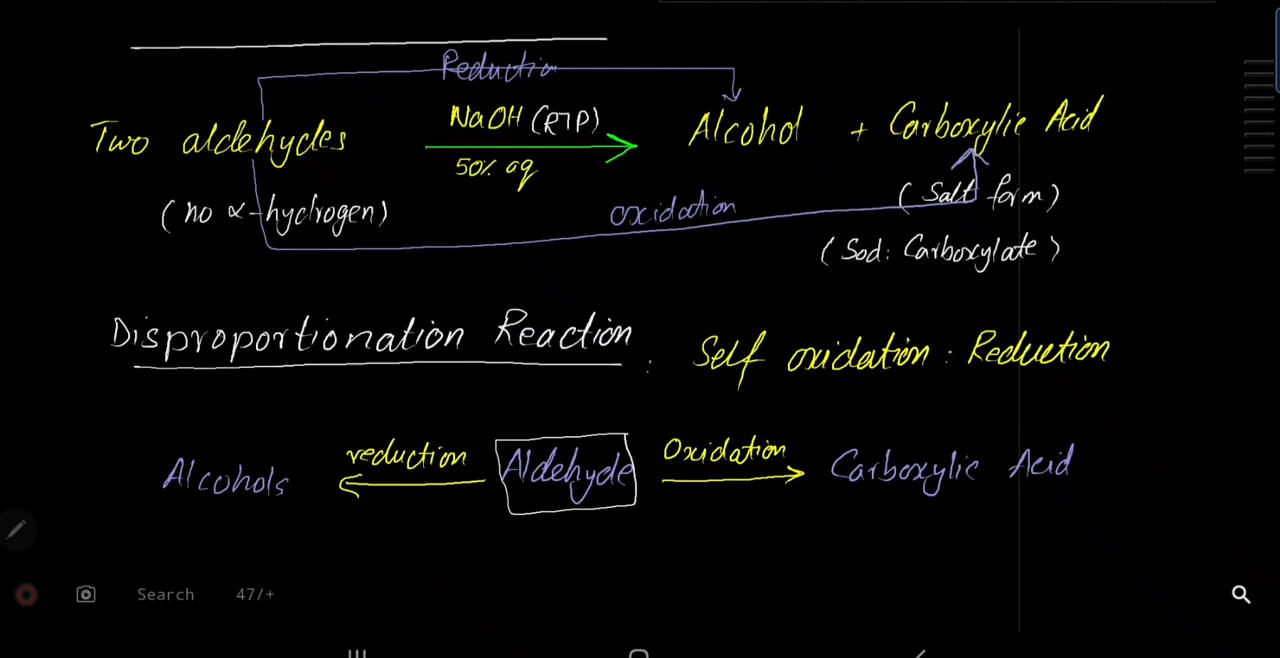 Reduction
Two aldehydes NaOH (RTP) Alcohol + Carboxylic Acid
50% aq
(no α-hydrogen) oxidation (Salt form)
(Sod: Carboxylate)
Disproportionation Reaction : Self oxidation : Reduction
Alcohols reduction Aldehyde Oxidation Carboxylic Acid
Search 47/+